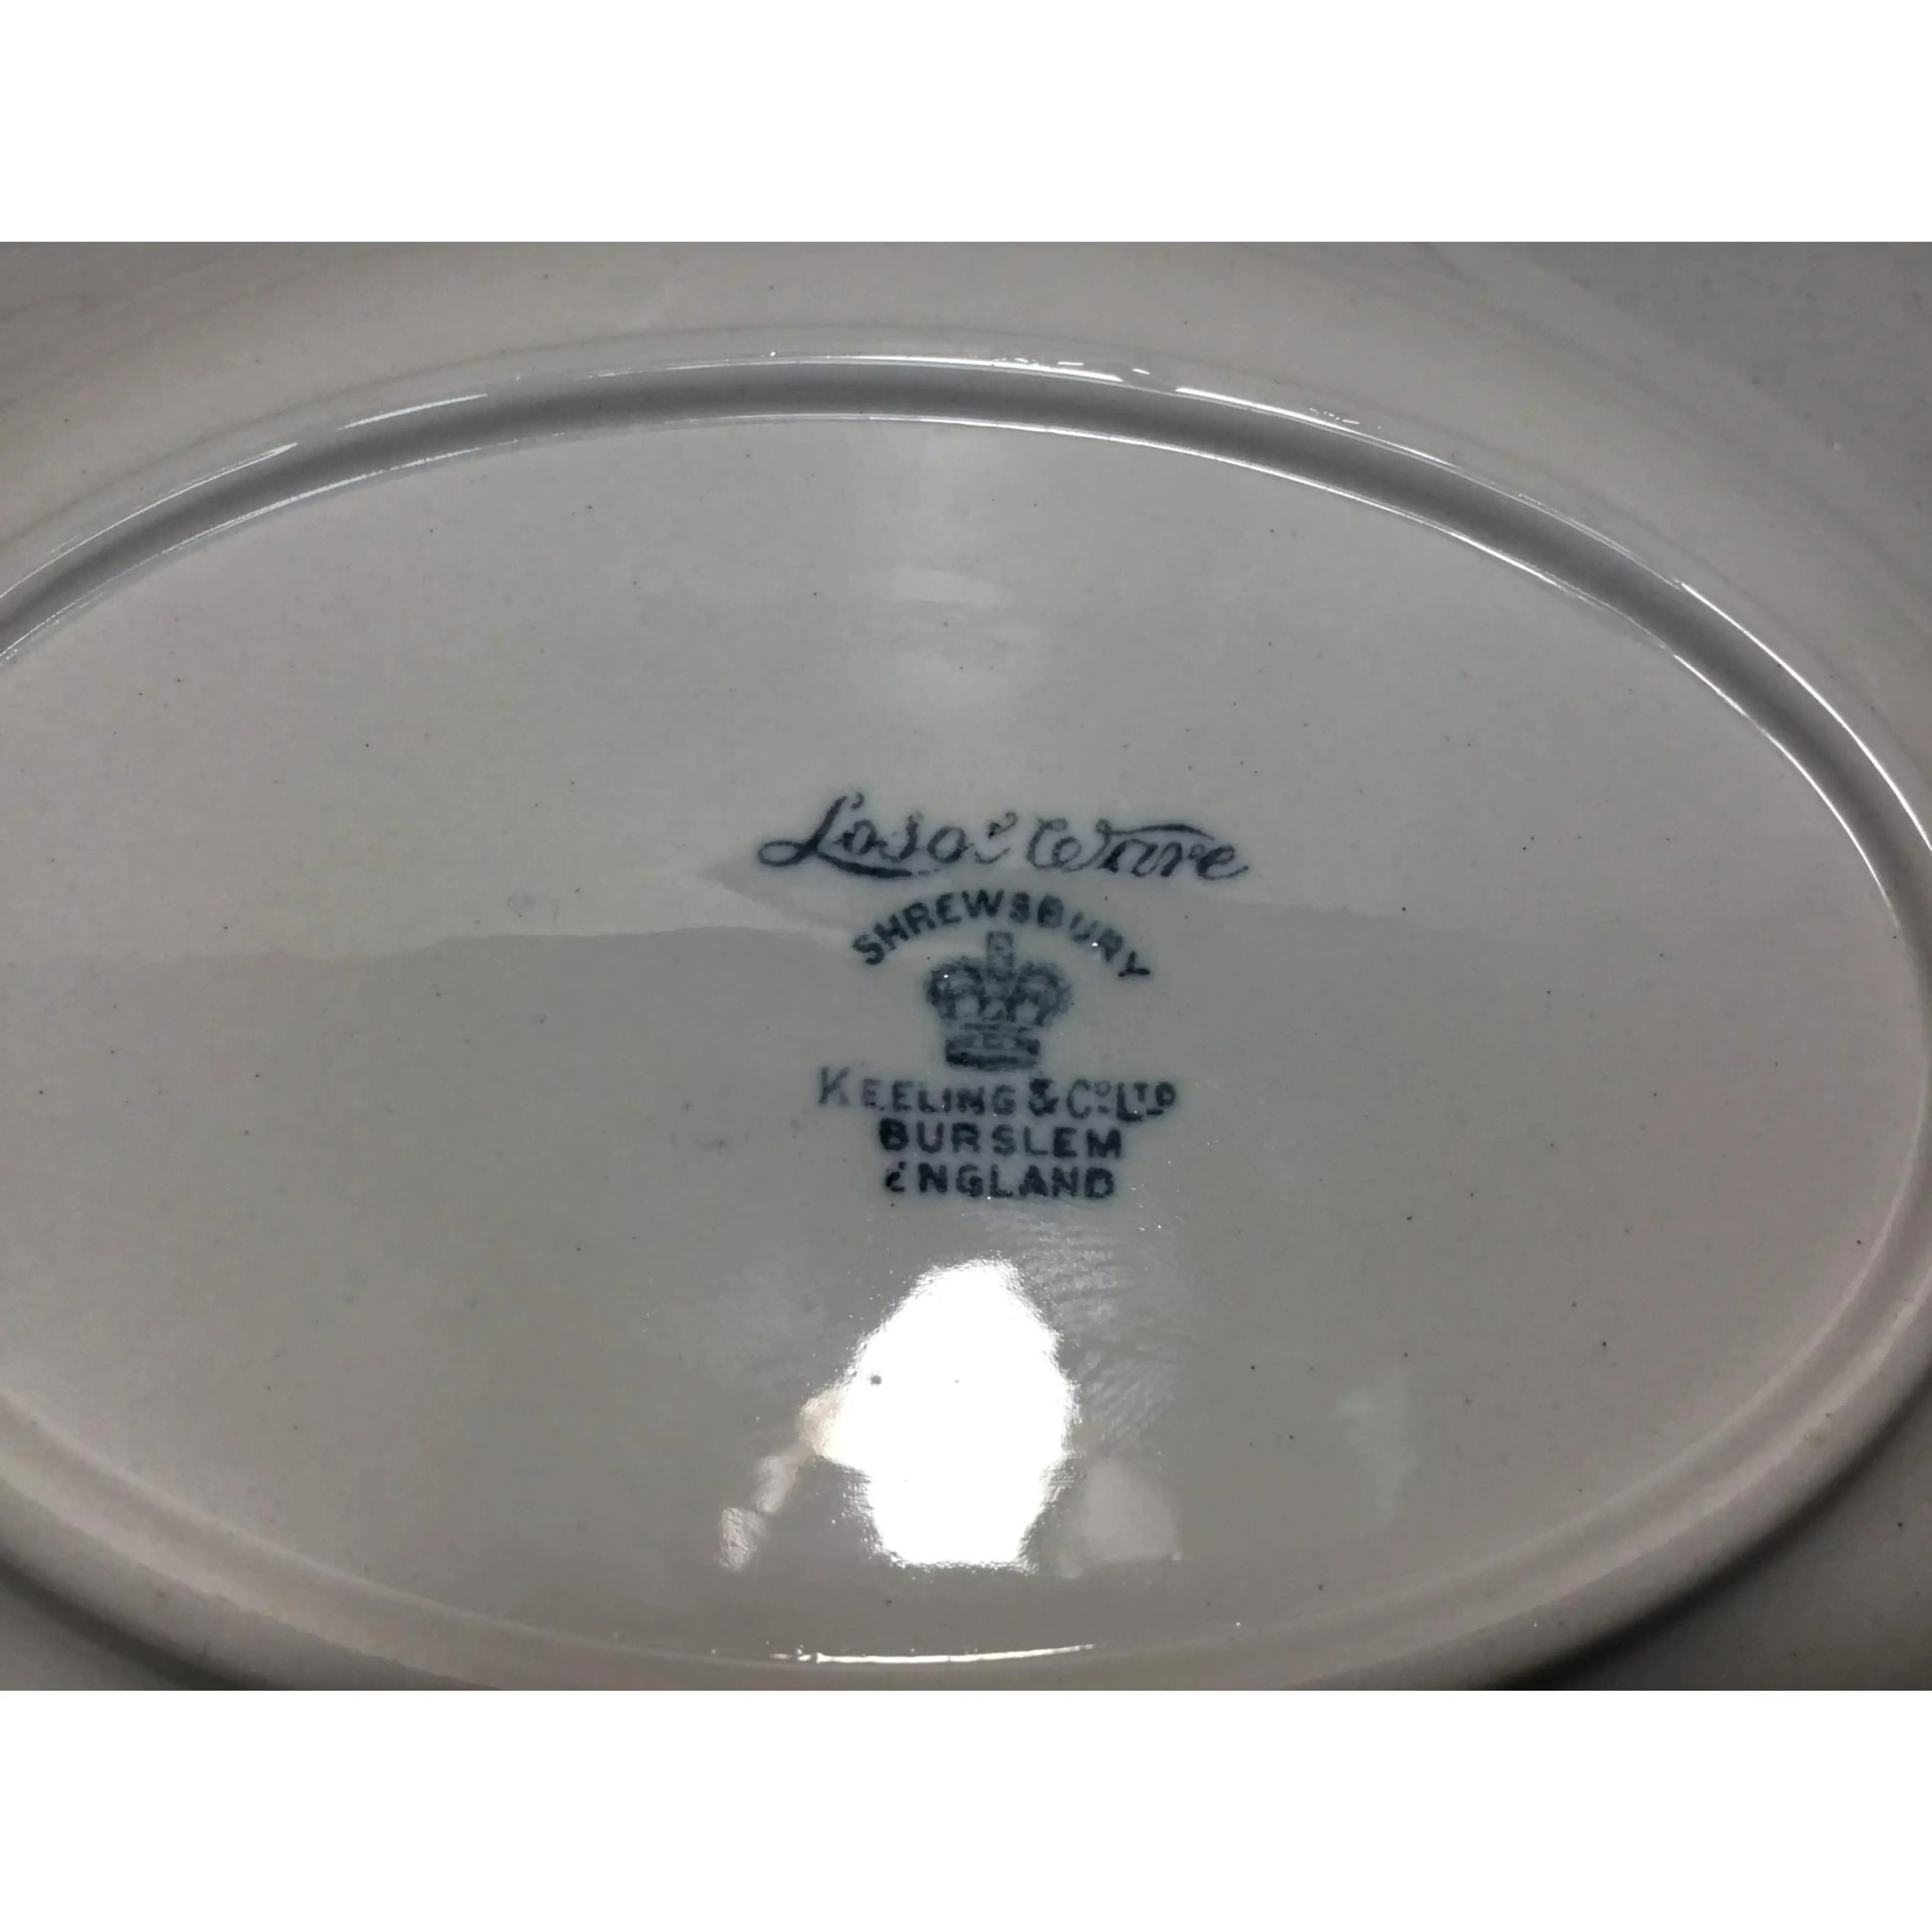 Losol Ware
SHREWSBURY
KEELING & Co. LTD
BURSLEM
ENGLAND